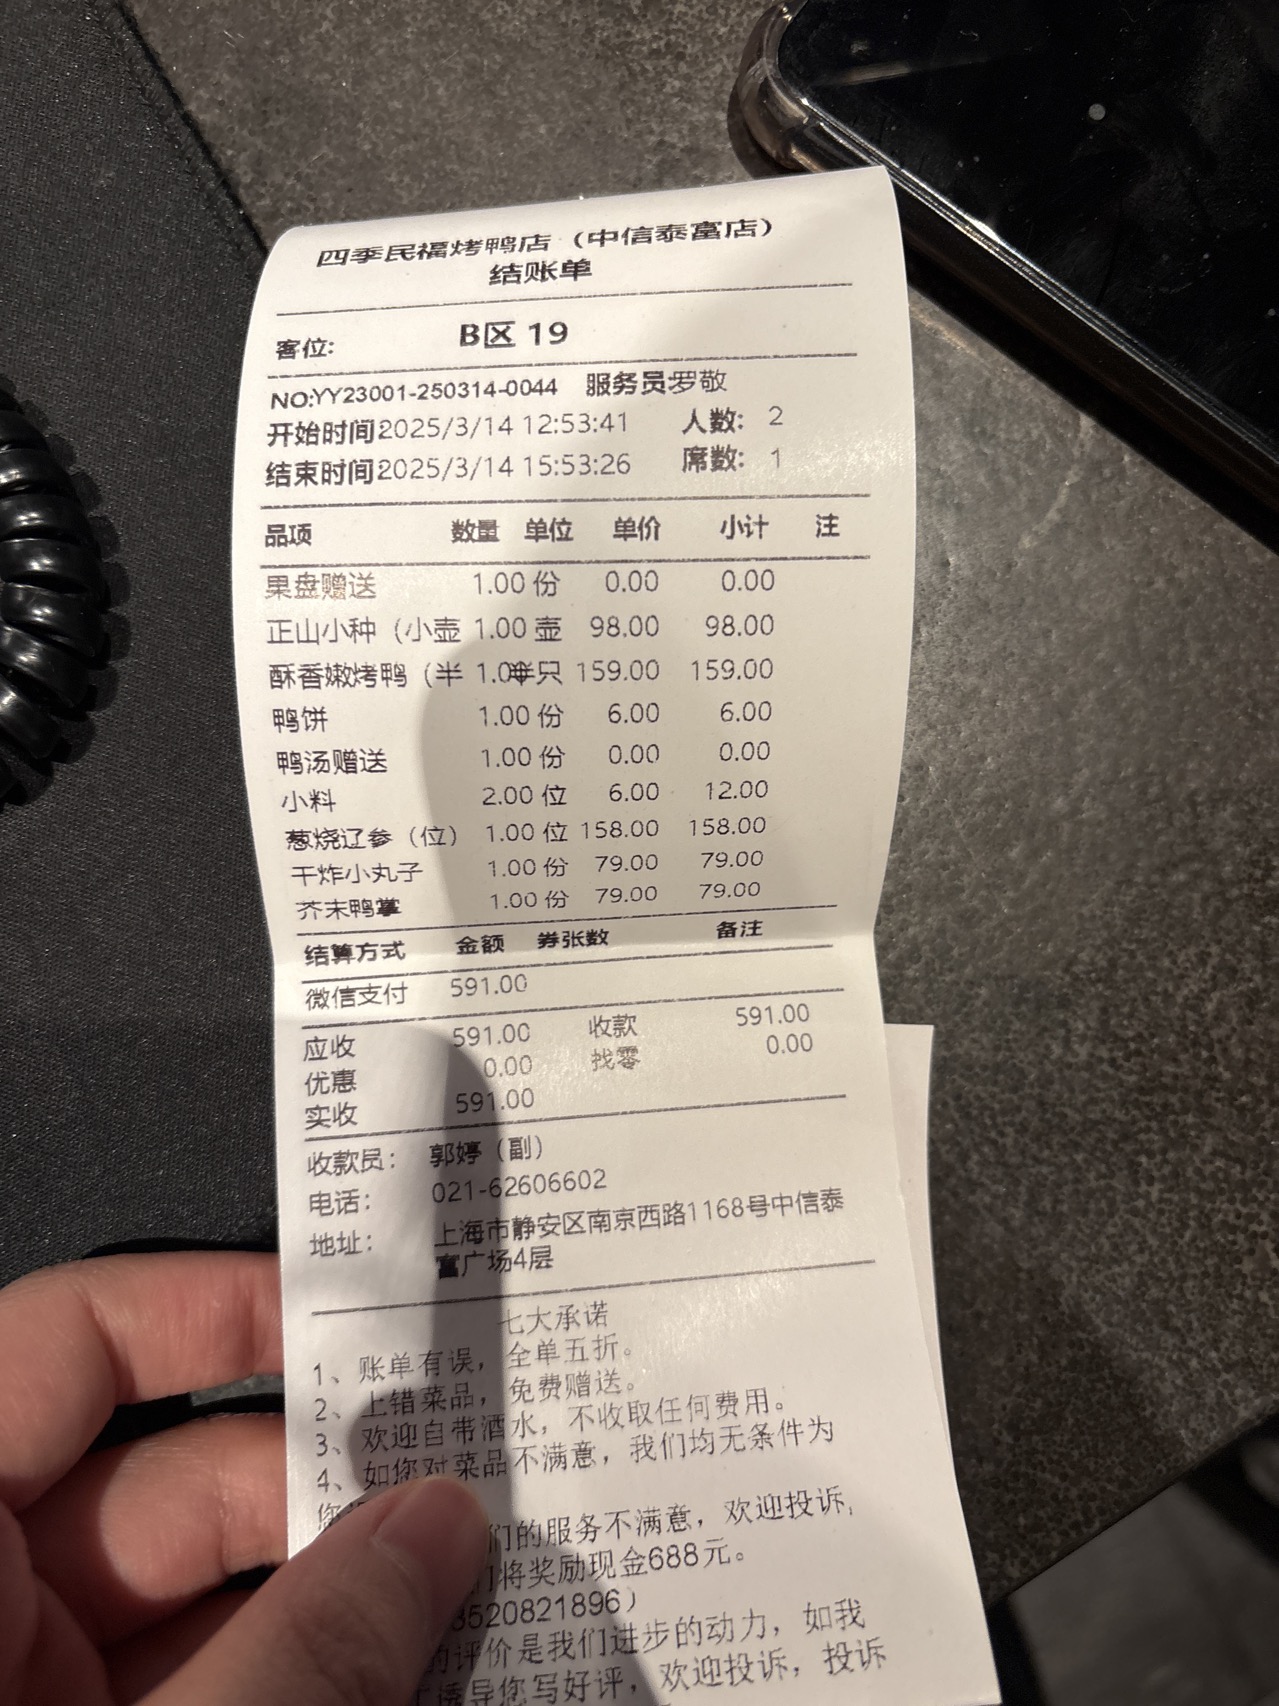 四季民福烤鸭店（中信泰富店）
结账单
客位: B区 19
NO:YY23001-250314-0044 服务员:罗敬
开始时间2025/3/14 12:53:41 人数: 2
结束时间2025/3/14 15:53:26 席数: 1
品项 数量 单位 单价 小计 注
果盘赠送 1.00 份 0.00 0.00
正山小种（小壶 1.00 壶 98.00 98.00
酥香嫩烤鸭（半 1.00 半只 159.00 159.00
鸭饼 1.00 份 6.00 6.00
鸭汤赠送 1.00 份 0.00 0.00
小料 2.00 位 6.00 12.00
葱烧辽参（位） 1.00 位 158.00 158.00
干炸小丸子 1.00 份 79.00 79.00
芥末鸭掌 1.00 份 79.00 79.00
结算方式 金额 券张数 备注
微信支付 591.00
应收 591.00 收款 591.00
优惠 0.00 找零 0.00
实收 591.00
收款员: 郭婷（副）
电话: 021-62606602
地址: 上海市静安区南京西路1168号中信泰
富广场4层
七大承诺
1、账单有误，全单五折。
2、上错菜品，免费赠送。
3、欢迎自带酒水，不收取任何费用。
4、如您对菜品不满意，我们均无条件为
您
们的服务不满意，欢迎投诉,
们将奖励现金688元。
3520821896）
的评价是我们进步的动力，如我
诱导您写好评，欢迎投诉，投诉